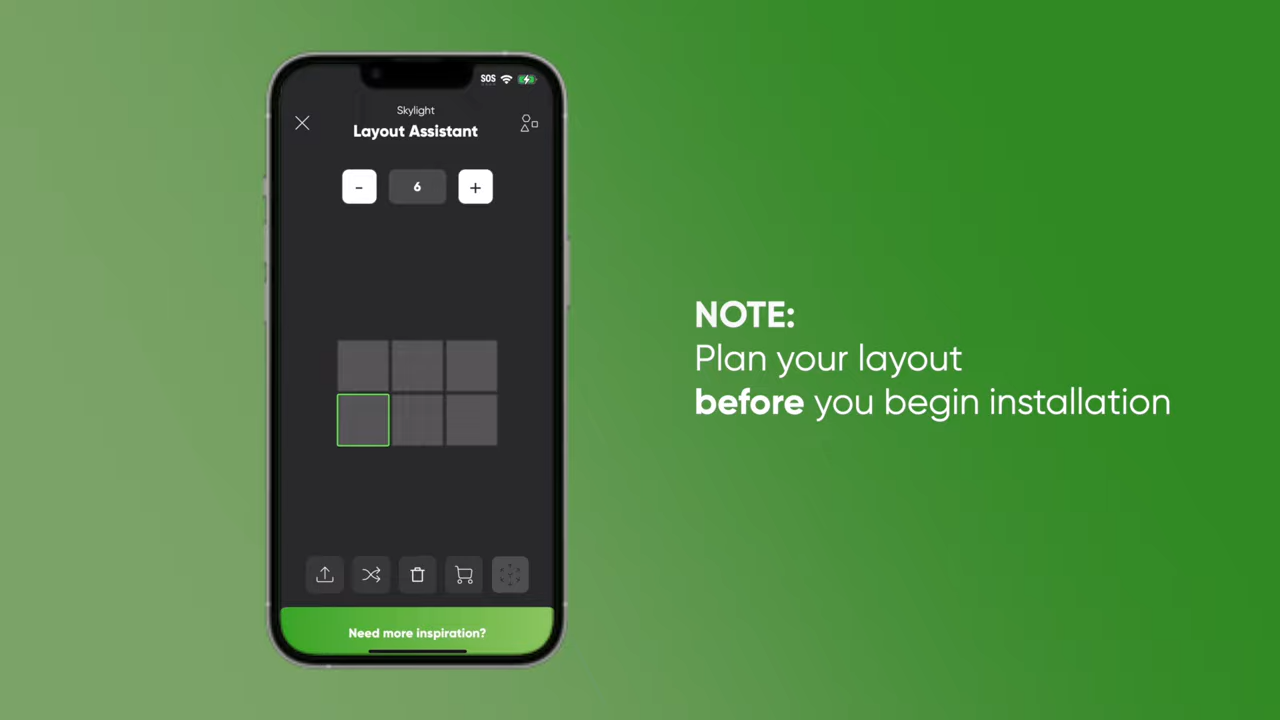 SOS
Skylight
Layout Assistant
- 6 +
Need more inspiration?
NOTE:
Plan your layout
before you begin installation